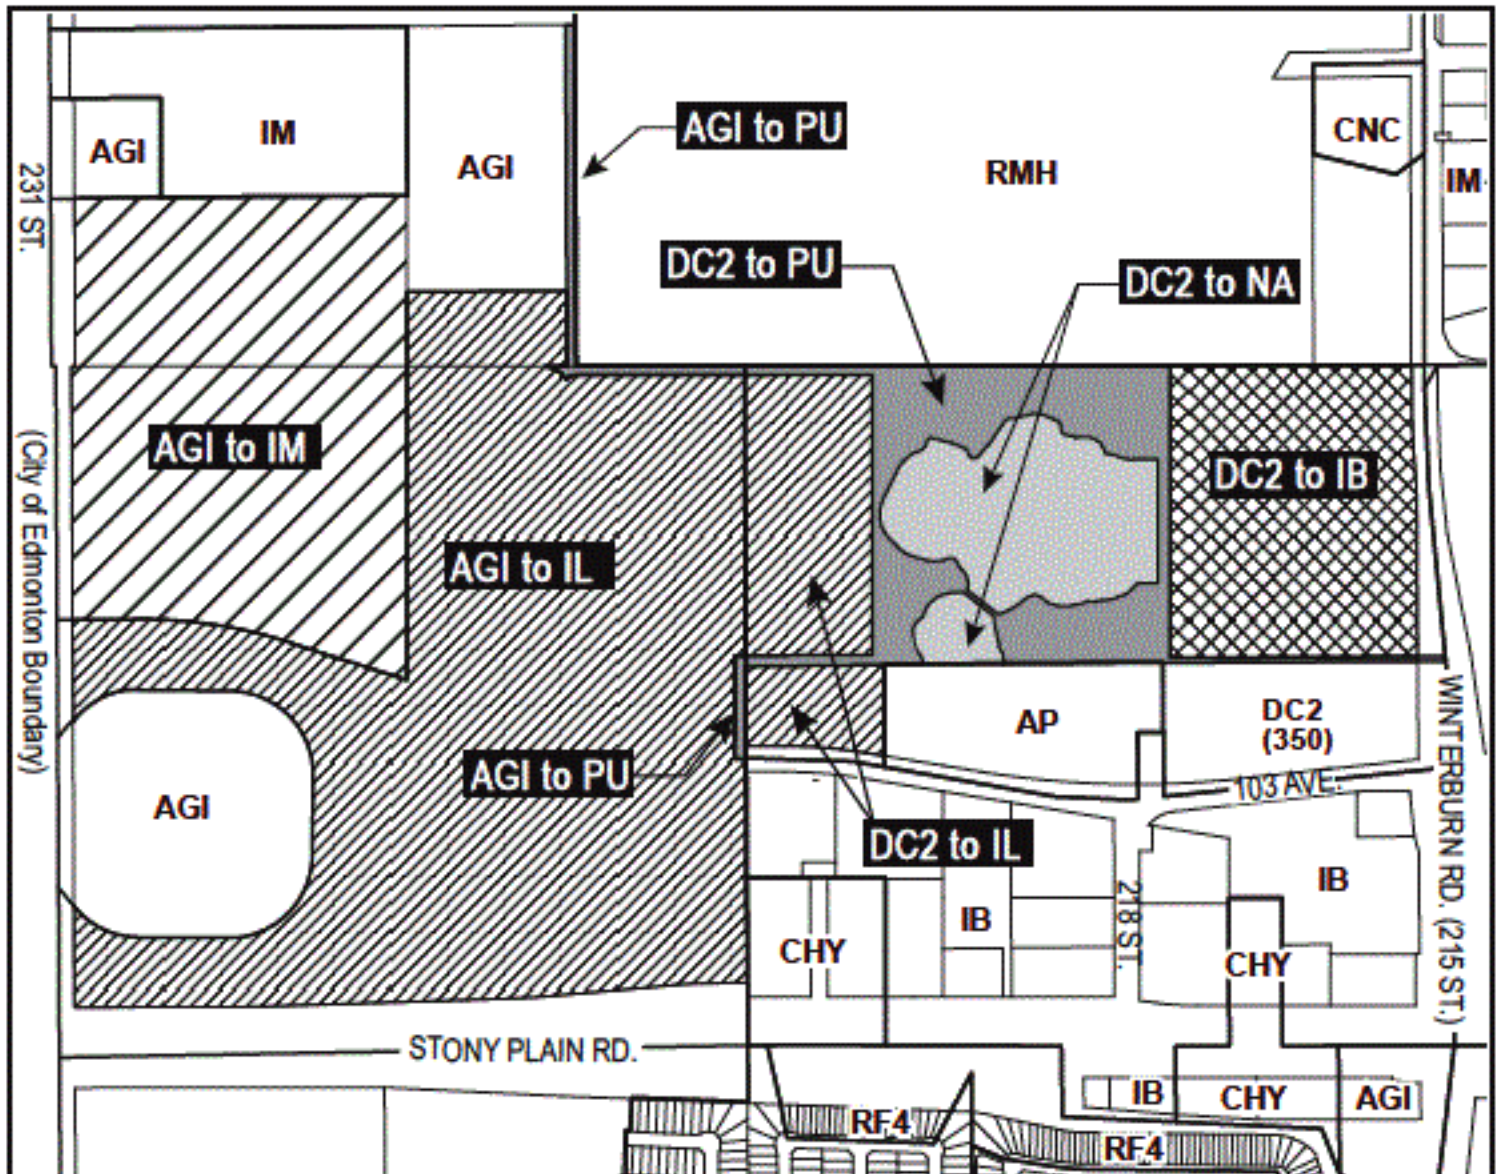 AGI to PU
CNC
IM
AGI
AGI
RMH
IM
231 ST.
DC2 to PU
DC2 to NA
AGI to IM
DC2 to IB
(City of Edmonton Boundary)
AGI to IL
AP
DC2
(350)
WINTERBURN RD. (215 ST.)
AGI to PU
103 AVE.
AGI
DC2 to IL
IB
218 ST.
IB
CHY
CHY
STONY PLAIN RD.
IB
CHY
AGI
RF4
RF4